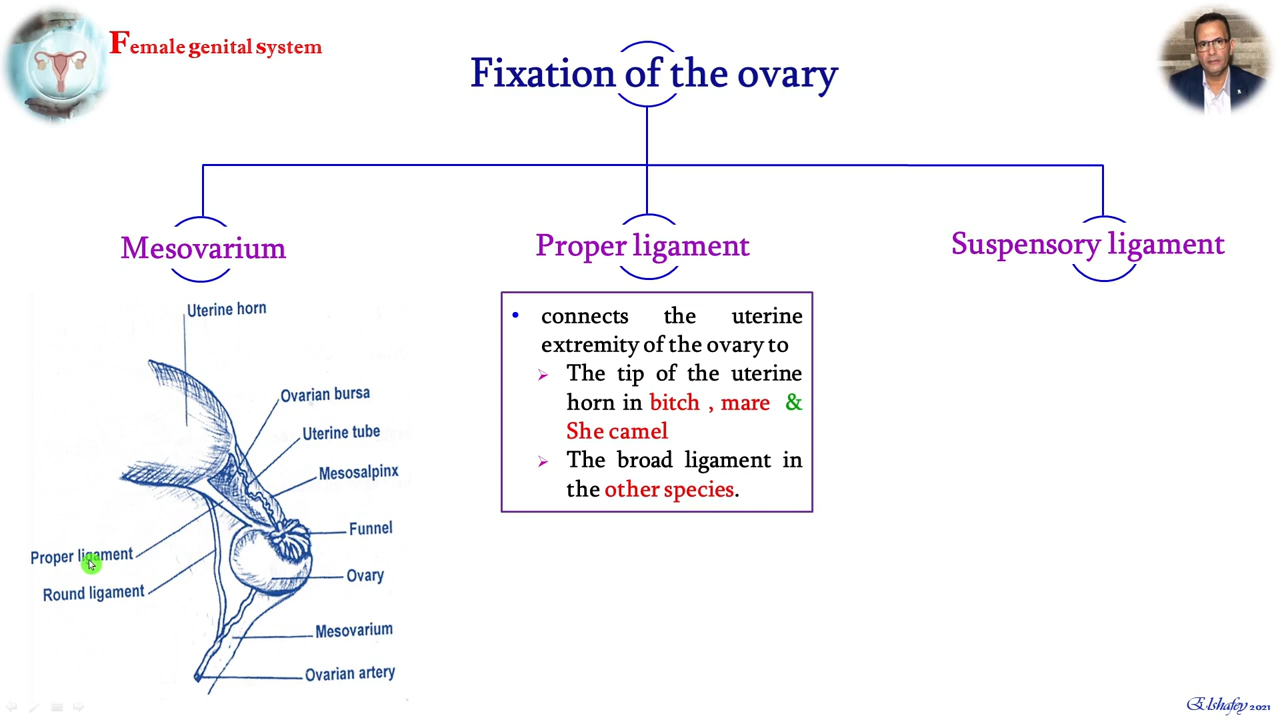 Female genital system
Fixation of the ovary
Mesovarium
Proper ligament
Suspensory ligament
Uterine horn
Ovarian bursa
Uterine tube
Mesosalpinx
Funnel
Proper ligament
Ovary
Round ligament
Mesovarium
Ovarian artery
• connects the uterine
extremity of the ovary to
➢ The tip of the uterine
horn in bitch , mare &
She camel
➢ The broad ligament in
the other species.
Elshafey 2021